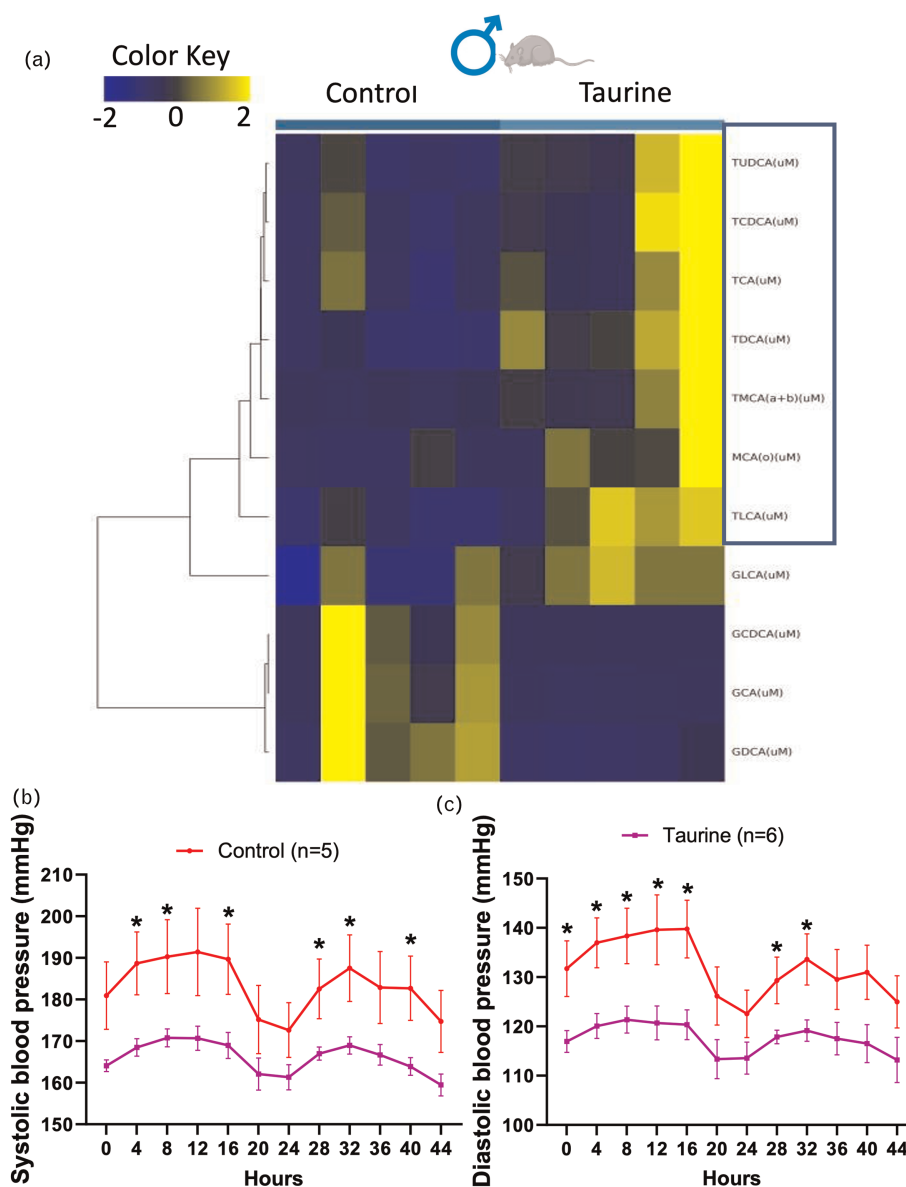 (a)
Color Key
-2 0 2
Control Taurine
TUDCA(uM)
TCDCA(uM)
TCA(uM)
TDCA(uM)
TMCA(a+b)(uM)
MCA(o)(uM)
TLCA(uM)
GLCA(uM)
GCDCA(uM)
GCA(uM)
GDCA(uM)
(b)
Control (n=5)
Systolic blood pressure (mmHg)
210
200
190
180
170
160
150
* * * * * *
0 4 8 12 16 20 24 28 32 36 40 44
Hours
(c)
Taurine (n=6)
Diastolic blood pressure (mmHg)
150
140
130
120
110
100
* * * * * * *
0 4 8 12 16 20 24 28 32 36 40 44
Hours